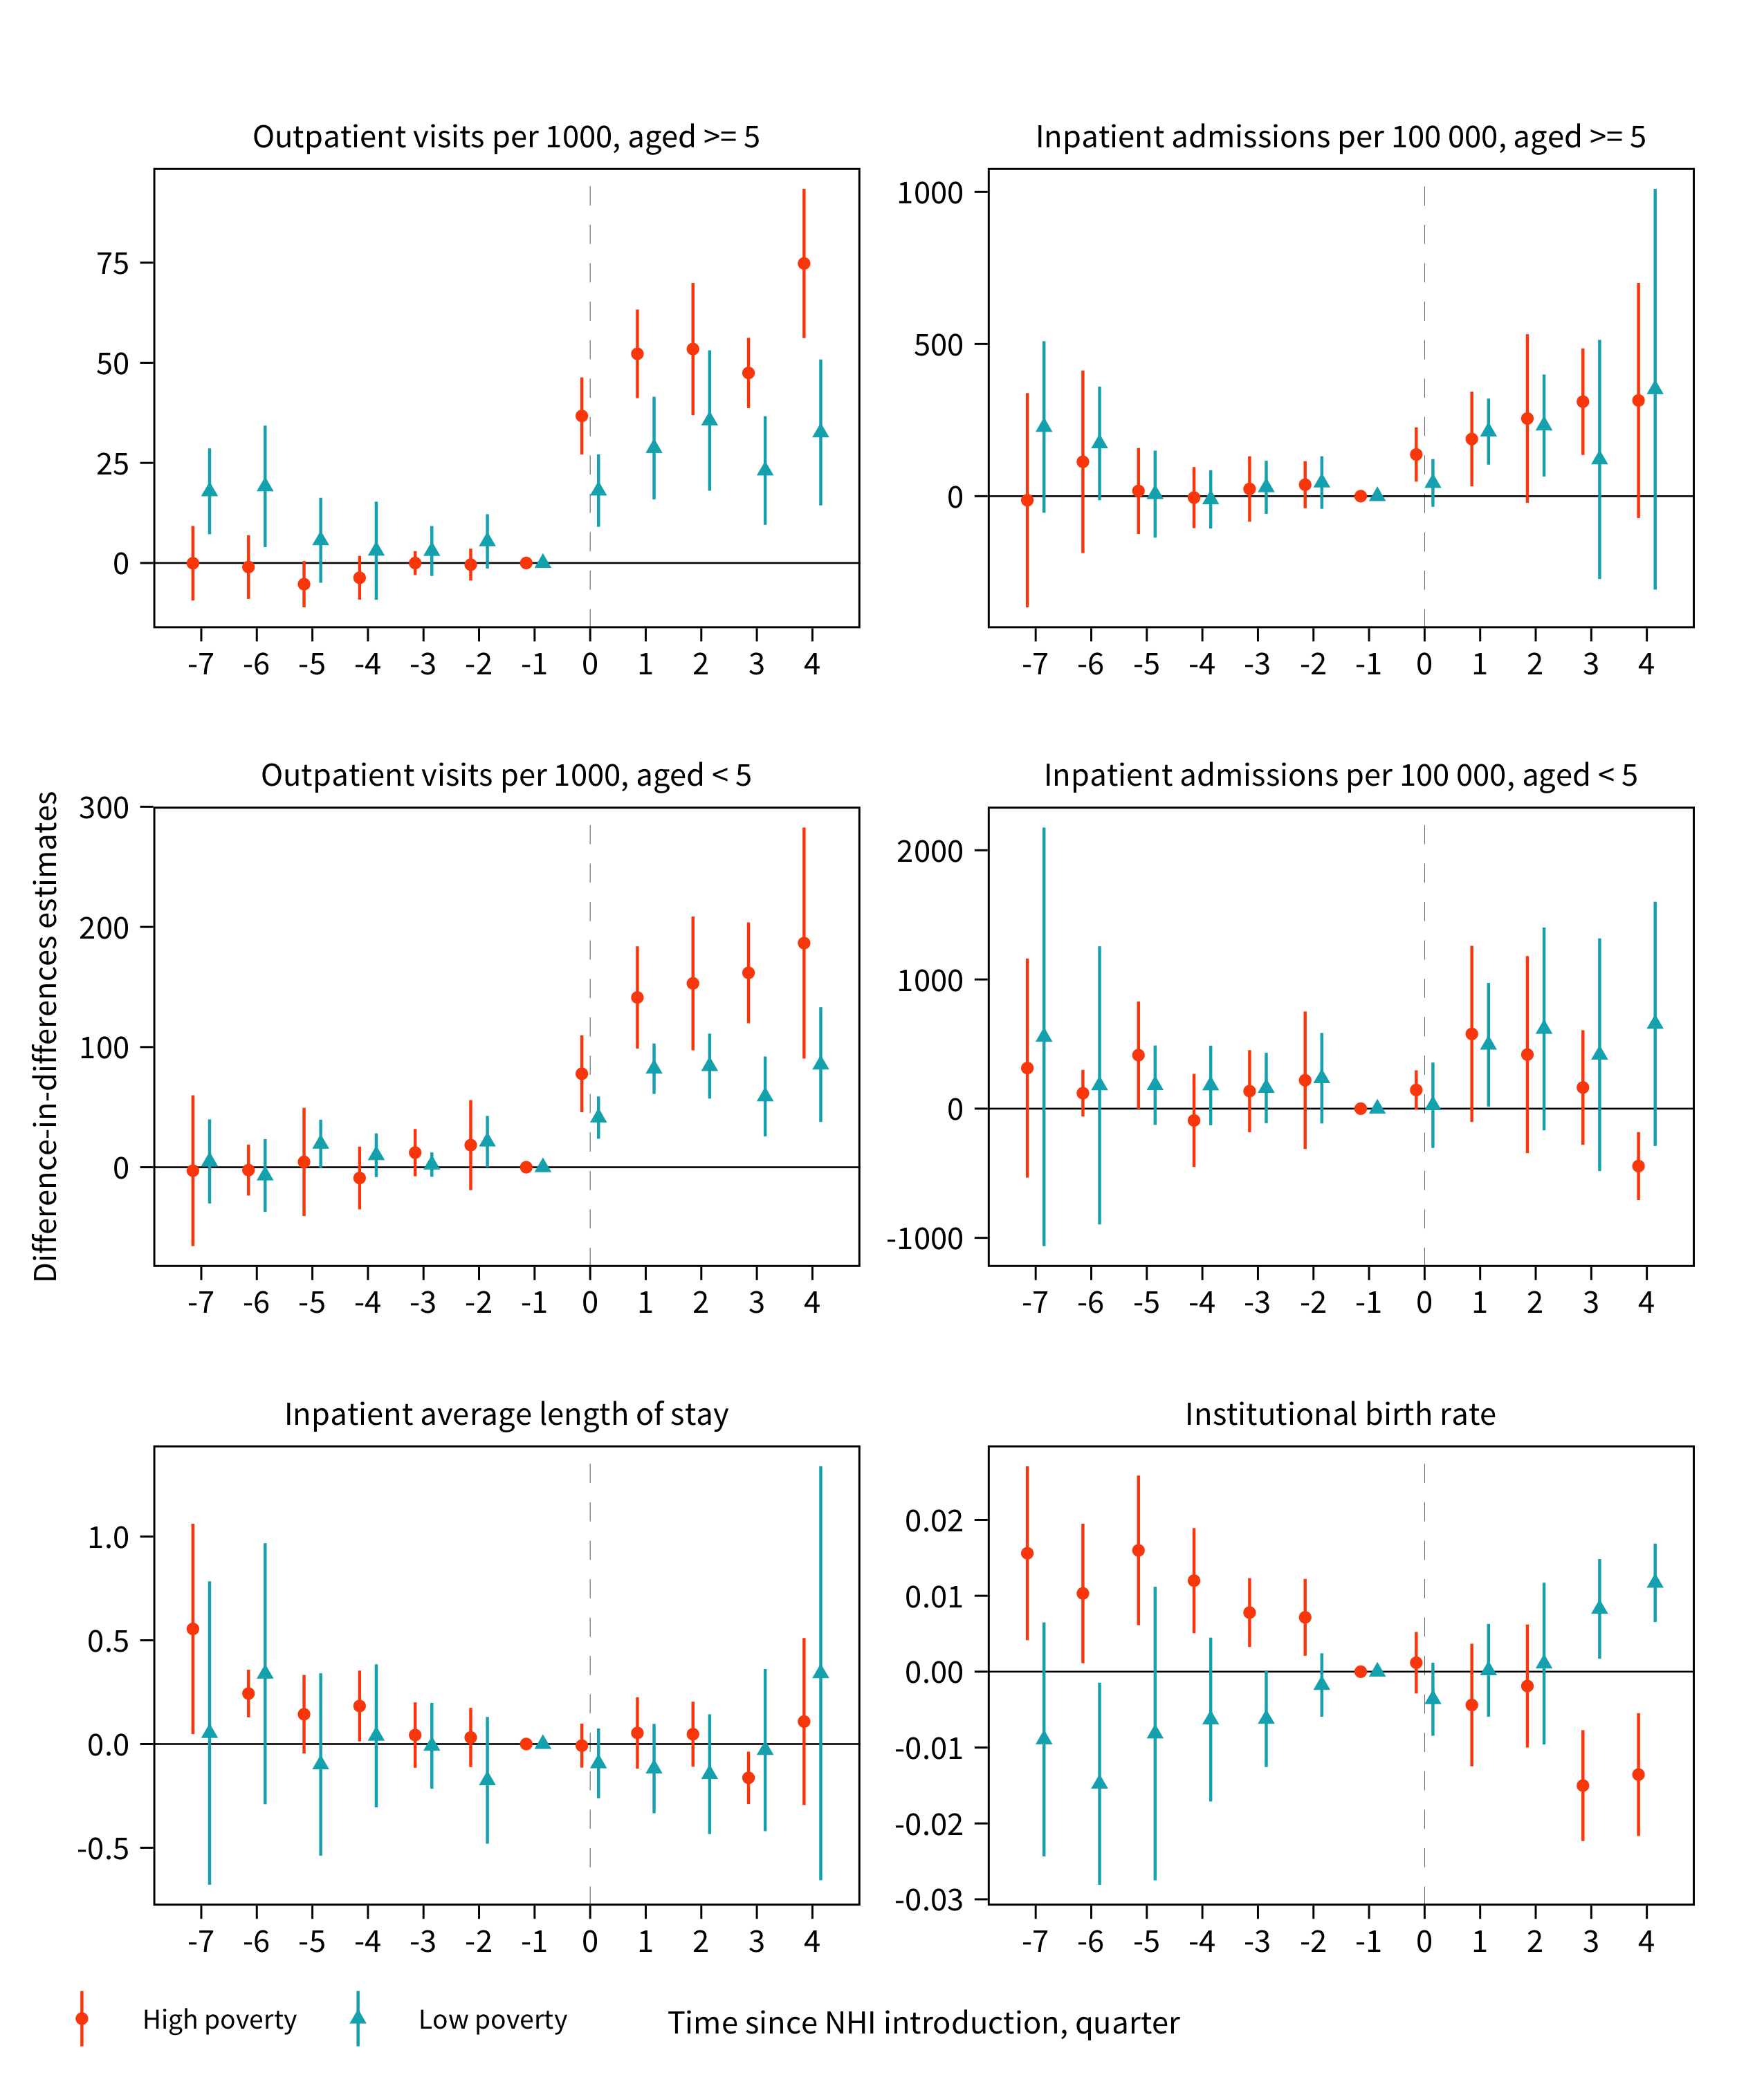 Outpatient visits per 1000, aged >= 5
75
50
25
0
-7 -6 -5 -4 -3 -2 -1 0 1 2 3 4
Inpatient admissions per 100 000, aged >= 5
1000
500
0
-7 -6 -5 -4 -3 -2 -1 0 1 2 3 4
Difference-in-differences estimates
Outpatient visits per 1000, aged < 5
300
200
100
0
-7 -6 -5 -4 -3 -2 -1 0 1 2 3 4
Inpatient admissions per 100 000, aged < 5
2000
1000
0
-1000
-7 -6 -5 -4 -3 -2 -1 0 1 2 3 4
Inpatient average length of stay
1.0
0.5
0.0
-0.5
-7 -6 -5 -4 -3 -2 -1 0 1 2 3 4
Institutional birth rate
0.02
0.01
0.00
-0.01
-0.02
-0.03
-7 -6 -5 -4 -3 -2 -1 0 1 2 3 4
High poverty Low poverty
Time since NHI introduction, quarter